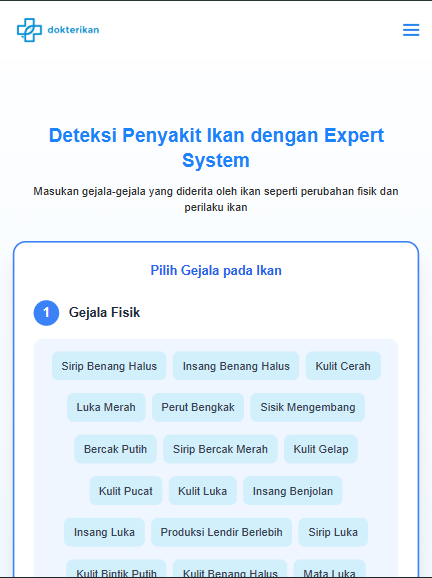 dokterikan
Deteksi Penyakit Ikan dengan Expert
System
Masukan gejala-gejala yang diderita oleh ikan seperti perubahan fisik dan
perilaku ikan
Pilih Gejala pada Ikan
1 Gejala Fisik
Sirip Benang Halus Insang Benang Halus Kulit Cerah
Luka Merah Perut Bengkak Sisik Mengembang
Bercak Putih Sirip Bercak Merah Kulit Gelap
Kulit Pucat Kulit Luka Insang Benjolan
Insang Luka Produksi Lendir Berlebih Sirip Luka
Kulit Bintik Putih Kulit Benang Halus Mata Luka